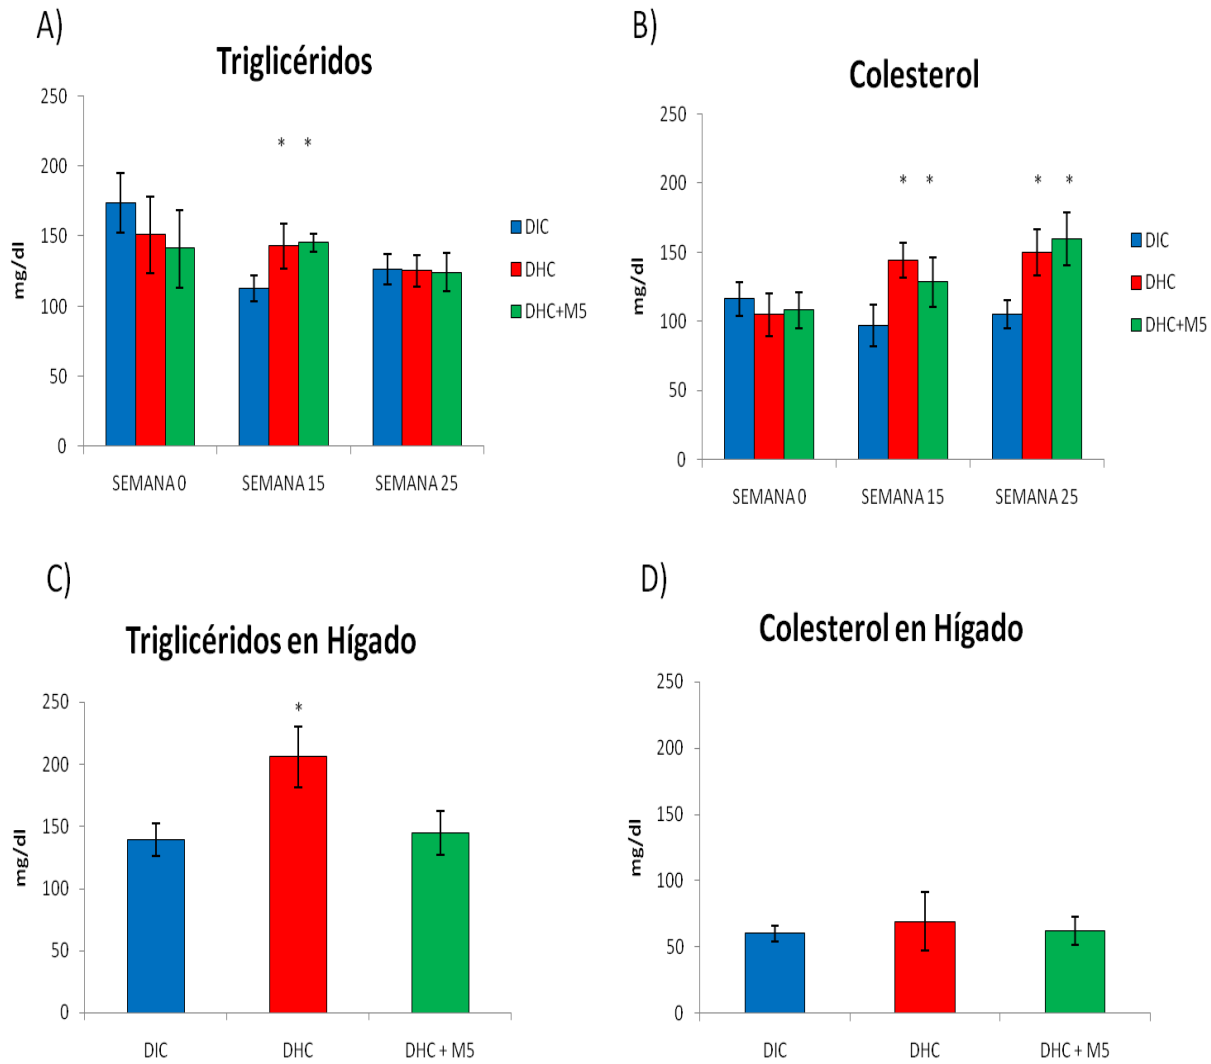 A)
Triglicéridos
250
200
150
100
50
0
mg/dl
* *
SEMANA 0 SEMANA 15 SEMANA 25
DIC
DHC
DHC+M5
B)
Colesterol
250
200
150
100
50
0
mg/dl
* * * *
SEMANA 0 SEMANA 15 SEMANA 25
DIC
DHC
DHC+M5
C)
Triglicéridos en Hígado
250
200
150
100
50
0
mg/dl
*
DIC DHC DHC + M5
D)
Colesterol en Hígado
250
200
150
100
50
0
mg/dl
DIC DHC DHC + M5